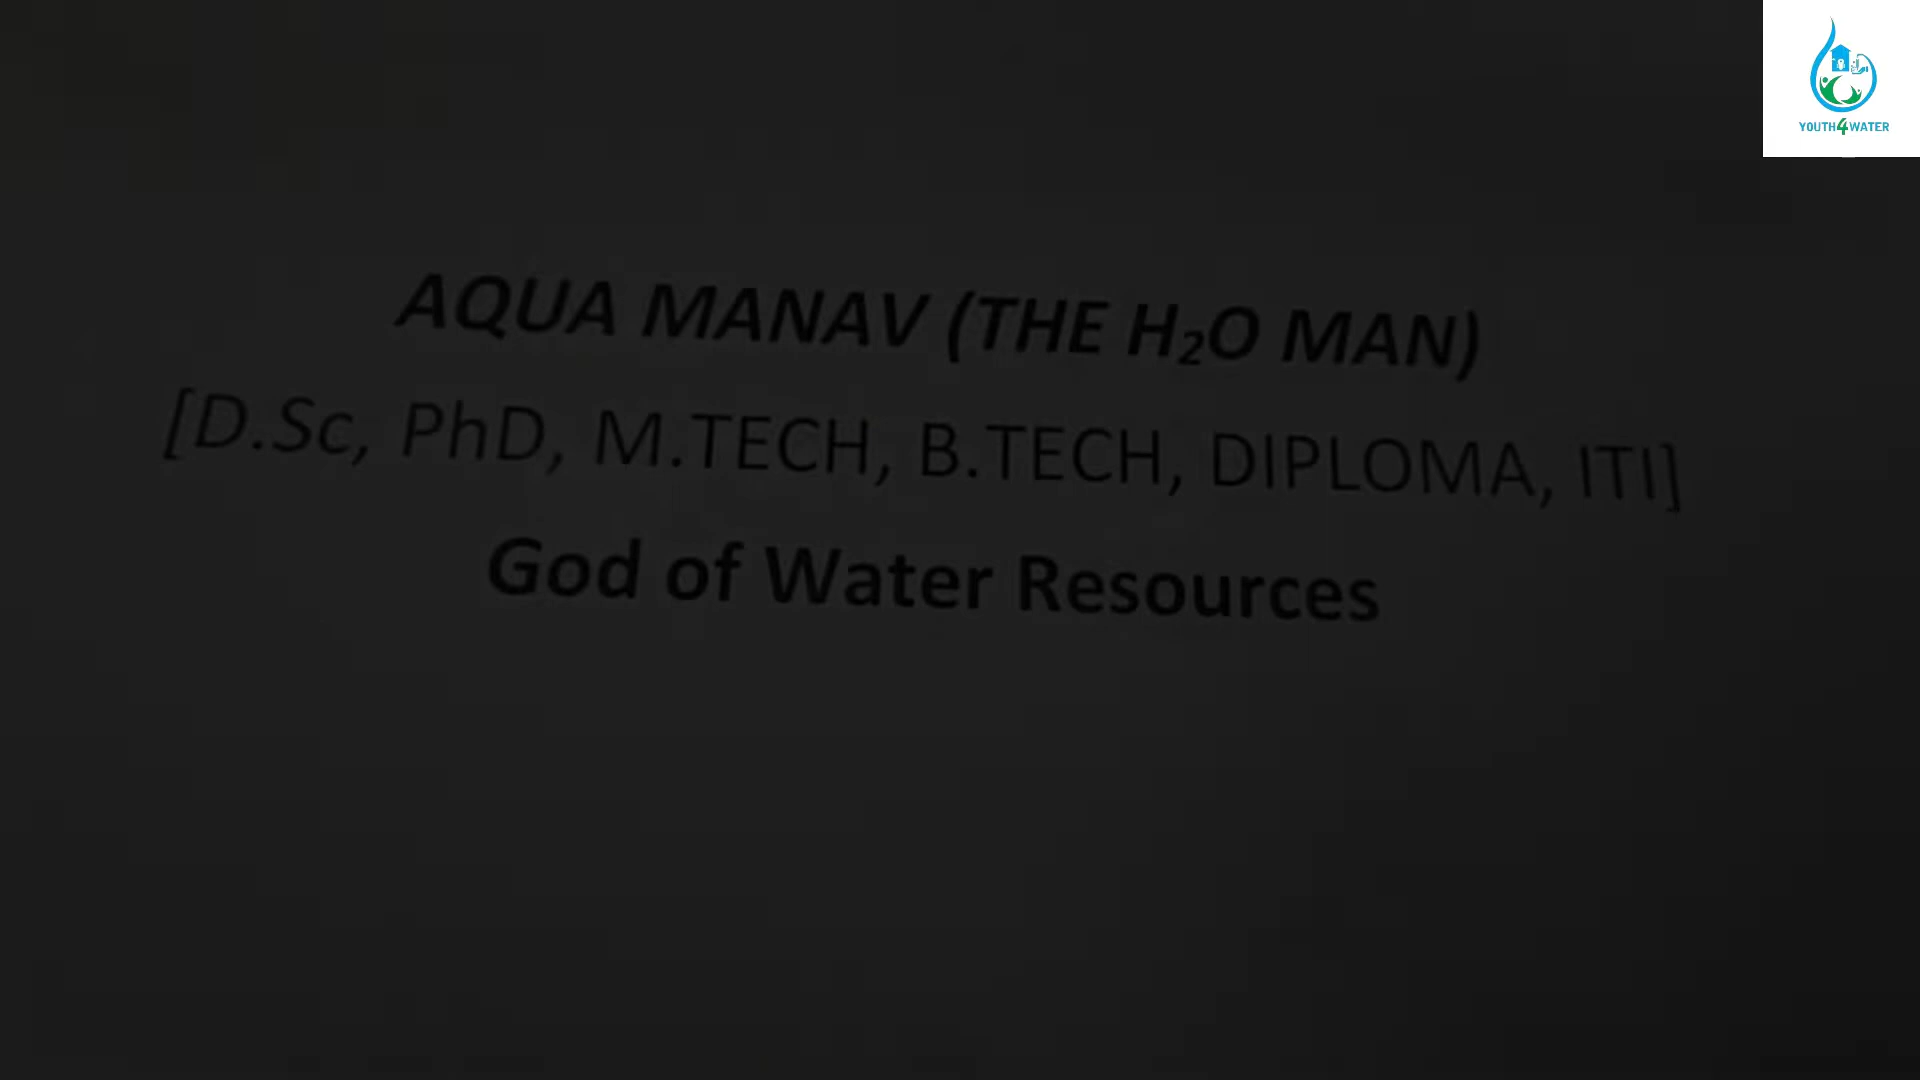 YOUTH4WATER
AQUA MANAV (THE H₂O MAN)
[D.Sc, PhD, M.TECH, B.TECH, DIPLOMA, ITI]
God of Water Resources